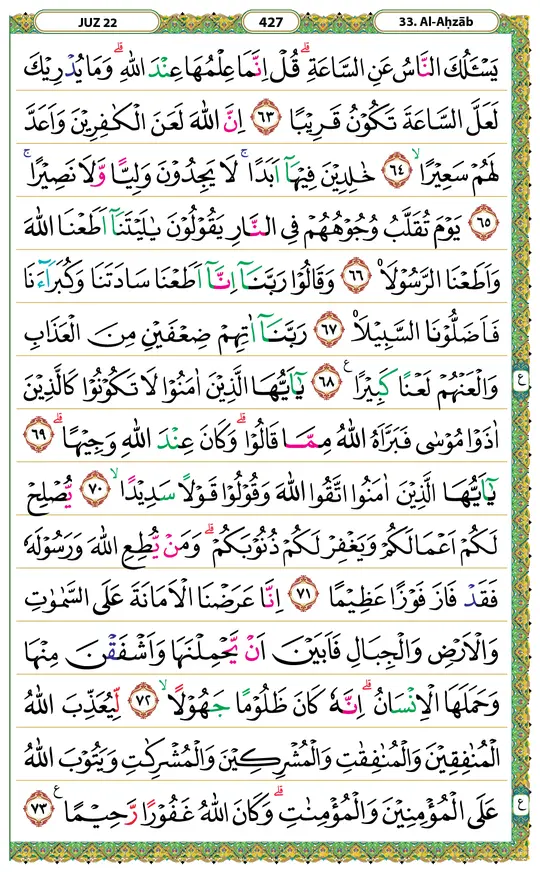 JUZ 22
427
33. Al-Aḥzāb
يَسْـَٔلُكَ النَّاسُ عَنِ السَّاعَةِ ۗ قُلْ اِنَّمَا عِلْمُهَا عِنْدَ اللّٰهِ ۗ وَمَا يُدْرِيْكَ
لَعَلَّ السَّاعَةَ تَكُوْنُ قَرِيْبًا ٦٣ اِنَّ اللّٰهَ لَعَنَ الْكٰفِرِيْنَ وَاَعَدَّ
لَهُمْ سَعِيْرًاۙ ٦٤ خٰلِدِيْنَ فِيْهَآ اَبَدًاۚ لَا يَجِدُوْنَ وَلِيًّا وَّلَا نَصِيْرًاۚ
٦٥ يَوْمَ تُقَلَّبُ وُجُوْهُهُمْ فِى النَّارِ يَقُوْلُوْنَ يٰلَيْتَنَآ اَطَعْنَا اللّٰهَ
وَاَطَعْنَا الرَّسُوْلَا۠ ٦٦ وَقَالُوْا رَبَّنَآ اِنَّآ اَطَعْنَا سَادَتَنَا وَكُبَرَاۤءَنَا
فَاَضَلُّوْنَا السَّبِيْلَا۠ ٦٧ رَبَّنَآ اٰتِهِمْ ضِعْفَيْنِ مِنَ الْعَذَابِ
وَالْعَنْهُمْ لَعْنًا كَبِيْرًا ࣖ ٦٨ يٰٓاَيُّهَا الَّذِيْنَ اٰمَنُوْا لَا تَكُوْنُوْا كَالَّذِيْنَ
ع
اٰذَوْا مُوْسٰى فَبَرَّاَهُ اللّٰهُ مِمَّا قَالُوْا ۗ وَكَانَ عِنْدَ اللّٰهِ وَجِيْهًا ۗ ٦٩
يٰٓاَيُّهَا الَّذِيْنَ اٰمَنُوا اتَّقُوا اللّٰهَ وَقُوْلُوْا قَوْلًا سَدِيْدًاۙ ٧٠ يُّصْلِحْ
لَكُمْ اَعْمَالَكُمْ وَيَغْفِرْ لَكُمْ ذُنُوْبَكُمْ ۗ وَمَنْ يُّطِعِ اللّٰهَ وَرَسُوْلَهٗ
فَقَدْ فَازَ فَوْزًا عَظِيْمًا ٧١ اِنَّا عَرَضْنَا الْاَمَانَةَ عَلَى السَّمٰوٰتِ
وَالْاَرْضِ وَالْجِبَالِ فَاَبَيْنَ اَنْ يَّحْمِلْنَهَا وَاَشْفَقْنَ مِنْهَا
وَحَمَلَهَا الْاِنْسَانُ ۗ اِنَّهٗ كَانَ ظَلُوْمًا جَهُوْلًاۙ ٧٢ لِّيُعَذِّبَ اللّٰهُ
الْمُنٰفِقِيْنَ وَالْمُنٰفِقٰتِ وَالْمُشْرِكِيْنَ وَالْمُشْرِكٰتِ وَيَتُوْبَ اللّٰهُ
عَلَى الْمُؤْمِنِيْنَ وَالْمُؤْمِنٰتِ ۗ وَكَانَ اللّٰهُ غَفُوْرًا رَّحِيْمًا ࣖ ٧٣
ع